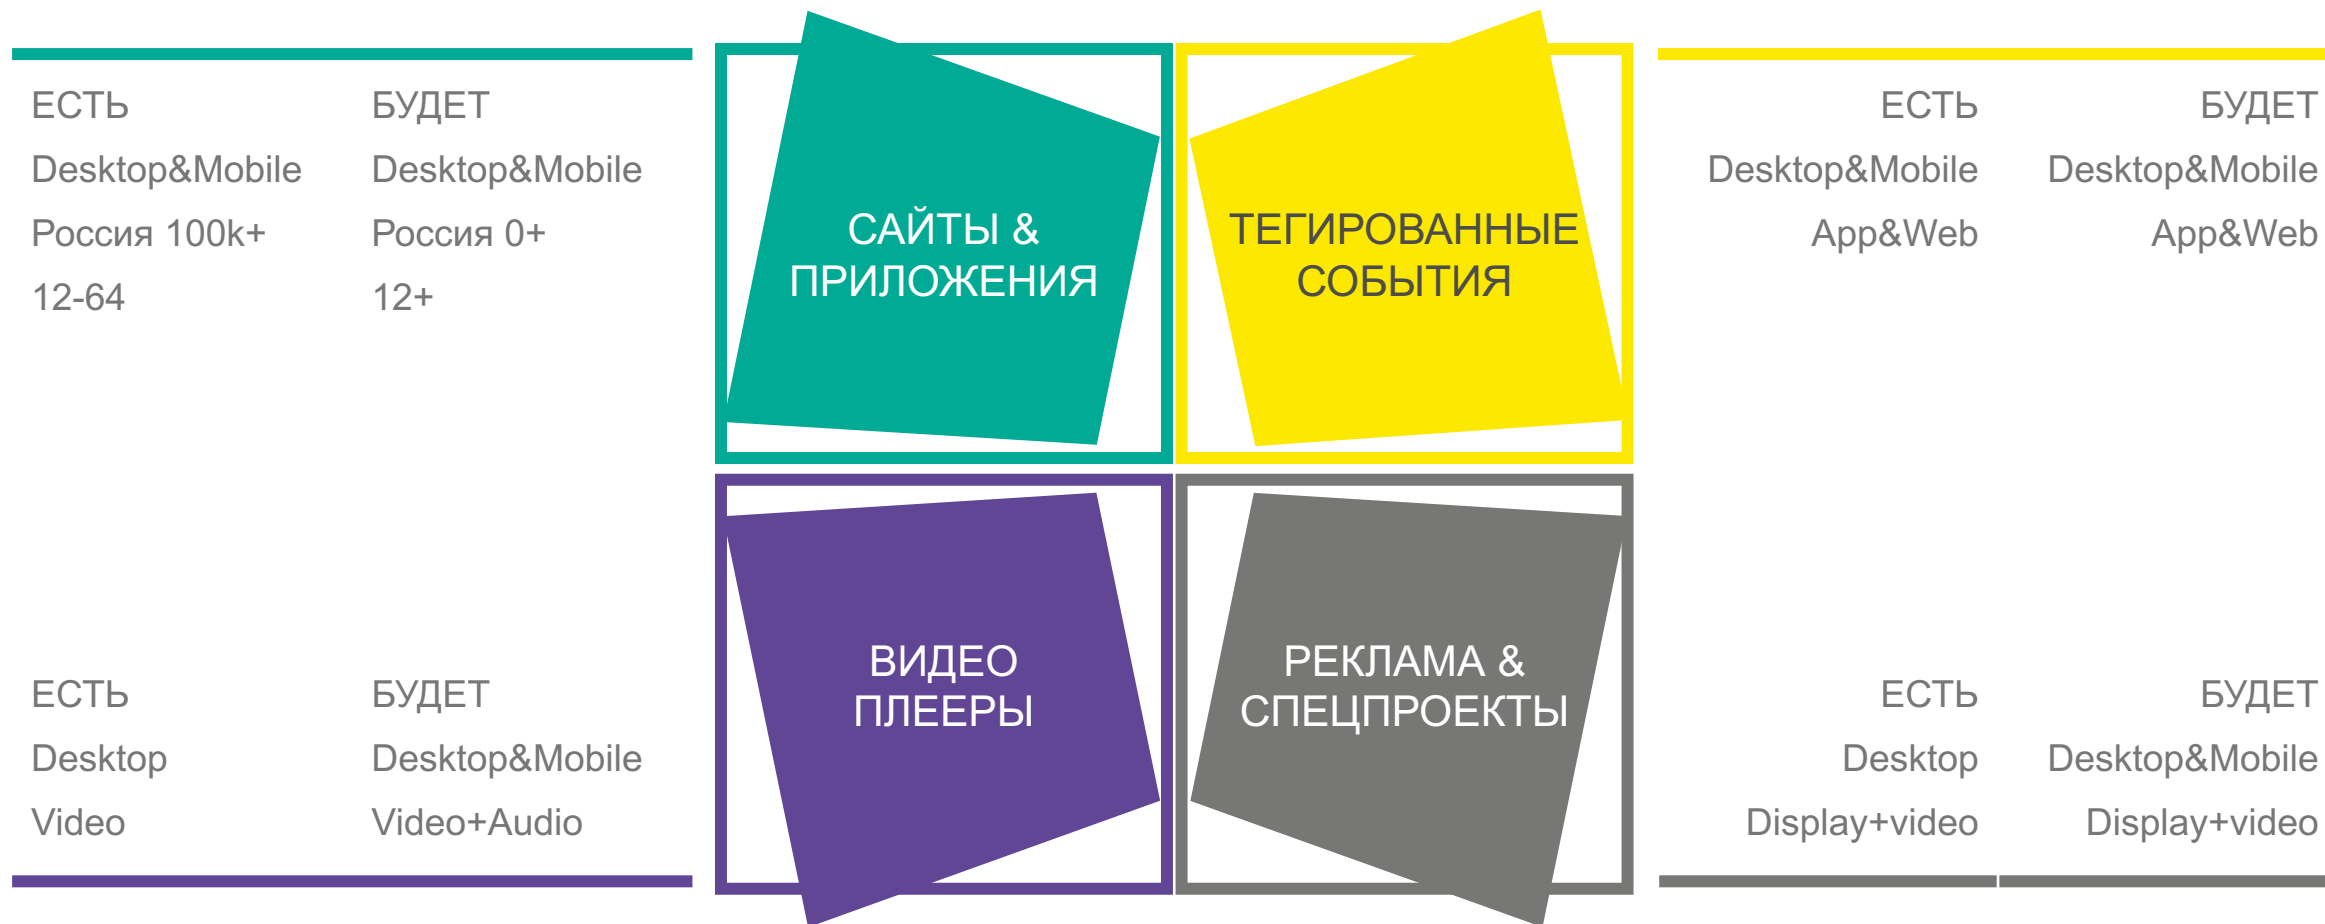 ЕСТЬ БУДЕТ
Desktop&Mobile Desktop&Mobile
Россия 100k+ Россия 0+
12-64 12+
САЙТЫ &
ПРИЛОЖЕНИЯ
ТЕГИРОВАННЫЕ
СОБЫТИЯ
ЕСТЬ БУДЕТ
Desktop&Mobile Desktop&Mobile
App&Web App&Web
ЕСТЬ БУДЕТ
Desktop Desktop&Mobile
Video Video+Audio
ВИДЕО
ПЛЕЕРЫ
РЕКЛАМА &
СПЕЦПРОЕКТЫ
ЕСТЬ БУДЕТ
Desktop Desktop&Mobile
Display+video Display+video